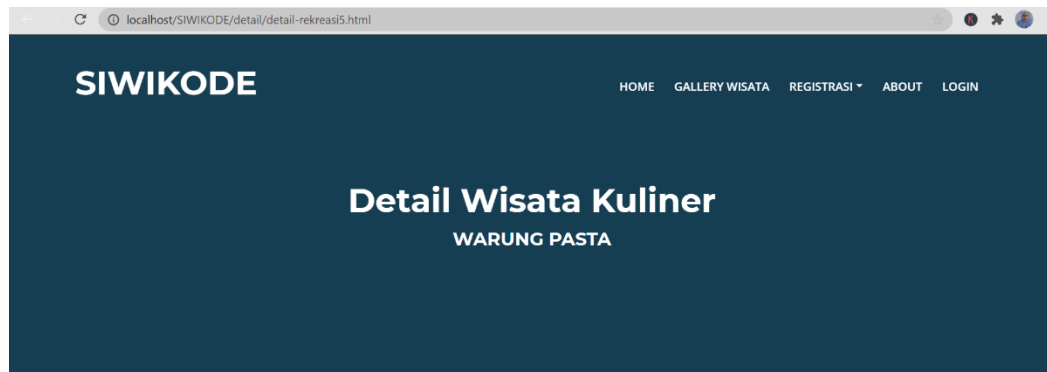 localhost/SIWIKODE/detail/detail-rekreasi5.html
K
SIWIKODE
HOME GALLERY WISATA REGISTRASI ABOUT LOGIN
Detail Wisata Kuliner
WARUNG PASTA